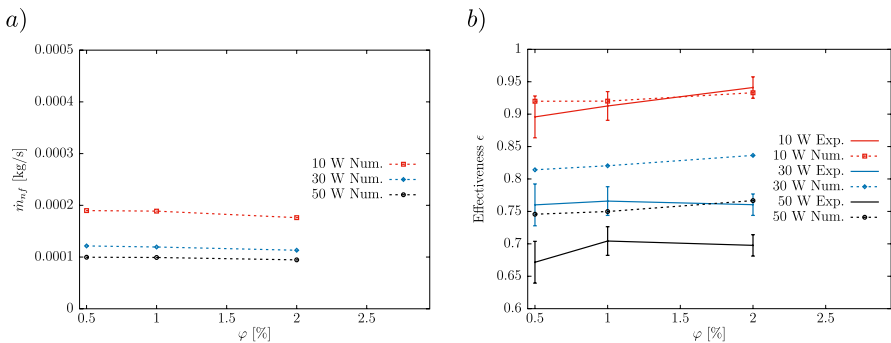 a)
0.0005
0.0004
0.0003
0.0002
0.0001
0
ṁnf [kg/s]
10 W Num.
30 W Num.
50 W Num.
0.5
1
1.5
2
2.5
φ [%]
b)
1
0.95
0.9
0.85
0.8
0.75
0.7
0.65
0.6
Effectiveness ϵ
10 W Exp.
10 W Num.
30 W Exp.
30 W Num.
50 W Exp.
50 W Num.
0.5
1
1.5
2
2.5
φ [%]